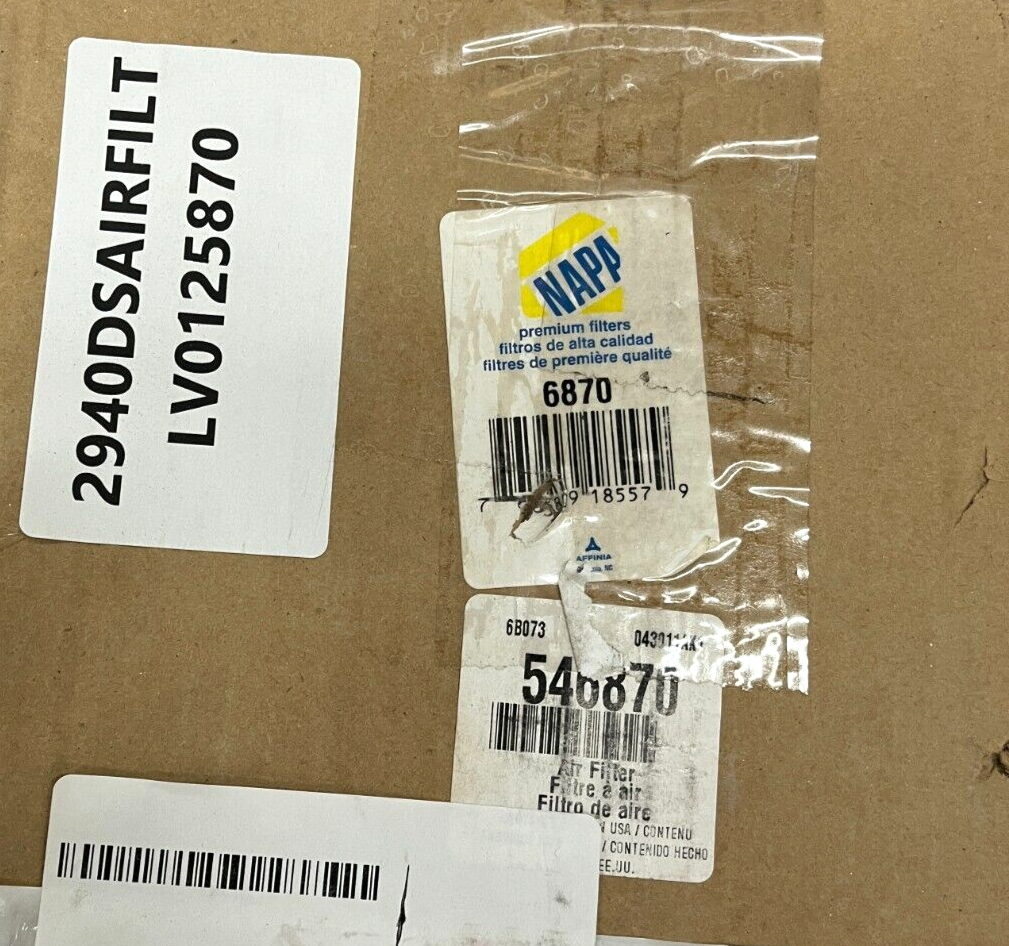 2940DSAIRFILT
LV0125870
NAPA
premium filters
filtros de alta calidad
filtres de première qualité
6870
7 18557 9
AFFINIA
6B073
546870
Air Filter
Filtre à air
Filtro de aire
USA / CONTENU
/ CONTENIDO HECHO
EE.UU.